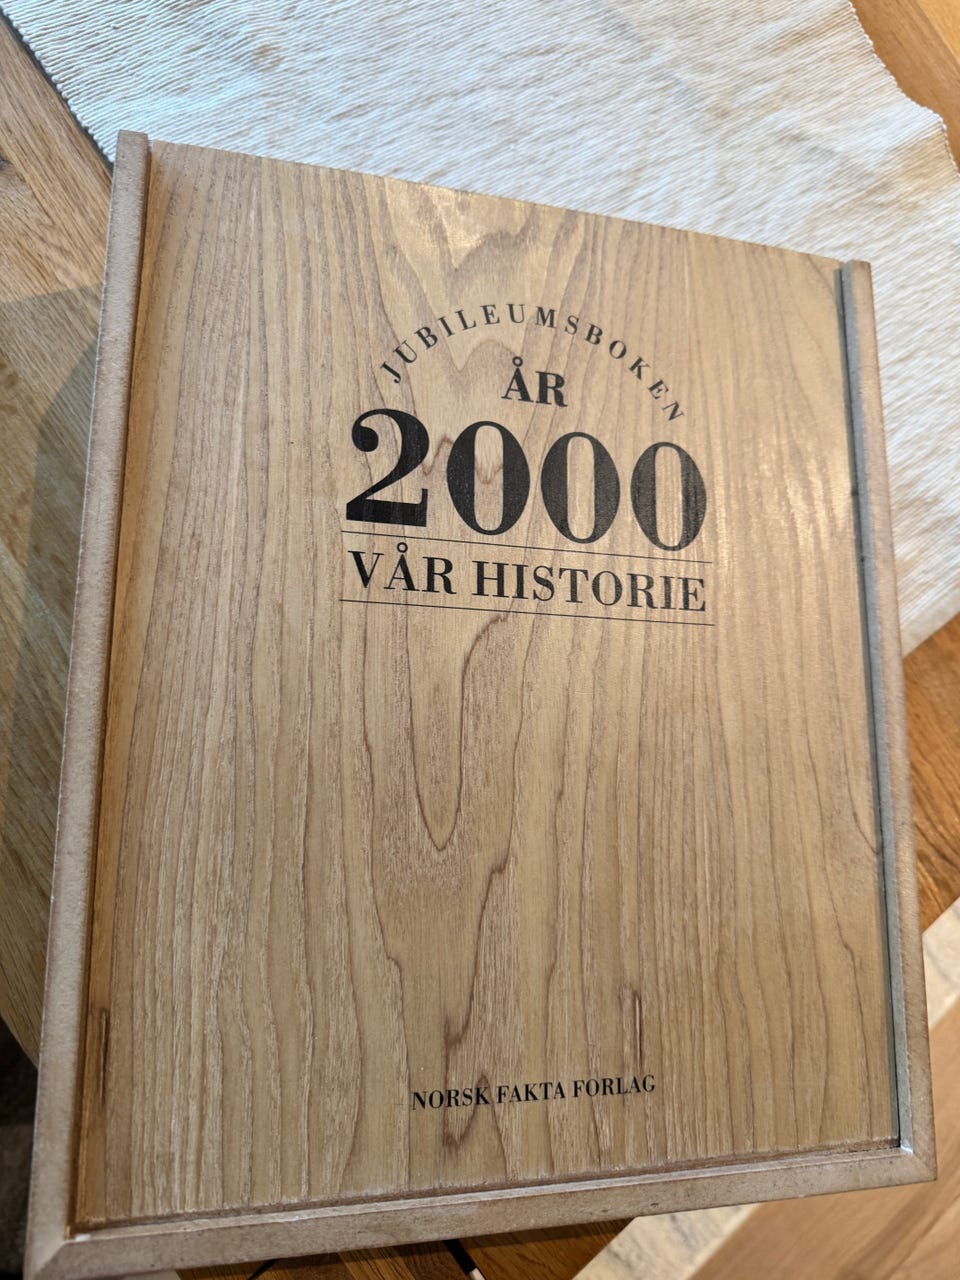 JUBILEUMSBOKEN
ÅR
2000
VÅR HISTORIE
NORSK FAKTA FORLAG